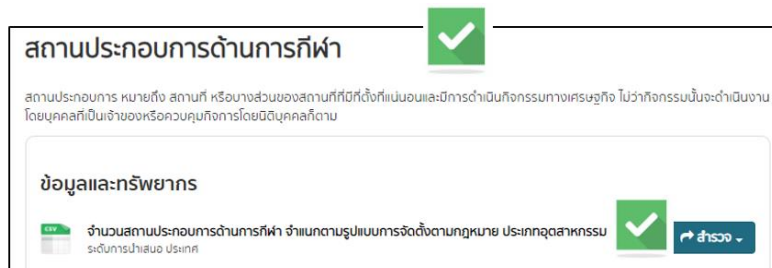 สถานประกอบการด้านการกีฬา
สถานประกอบการ หมายถึง สถานที่ หรือบางส่วนของสถานที่ที่มีที่ตั้งที่แน่นอนและมีการดำเนินกิจกรรมทางเศรษฐกิจ ไม่ว่ากิจกรรมนั้นจะดำเนินงาน
โดยบุคคลที่เป็นเจ้าของหรือควบคุมกิจการโดยนิติบุคคลก็ตาม
ข้อมูลและทรัพยากร
CSV
จำนวนสถานประกอบการด้านการกีฬา จำแนกตามรูปแบบการจัดตั้งตามกฎหมาย ประเภทอุตสาหกรรม
ระดับการนำเสนอ ประเทศ
สำรวจ